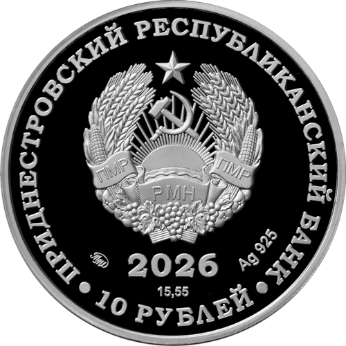 ПРИДНЕСТРОВСКИЙ РЕСПУБЛИКАНСКИЙ БАНК
ПМР
ПМР
РМН
2026
Ag 925
15,55
• 10 РУБЛЕЙ •